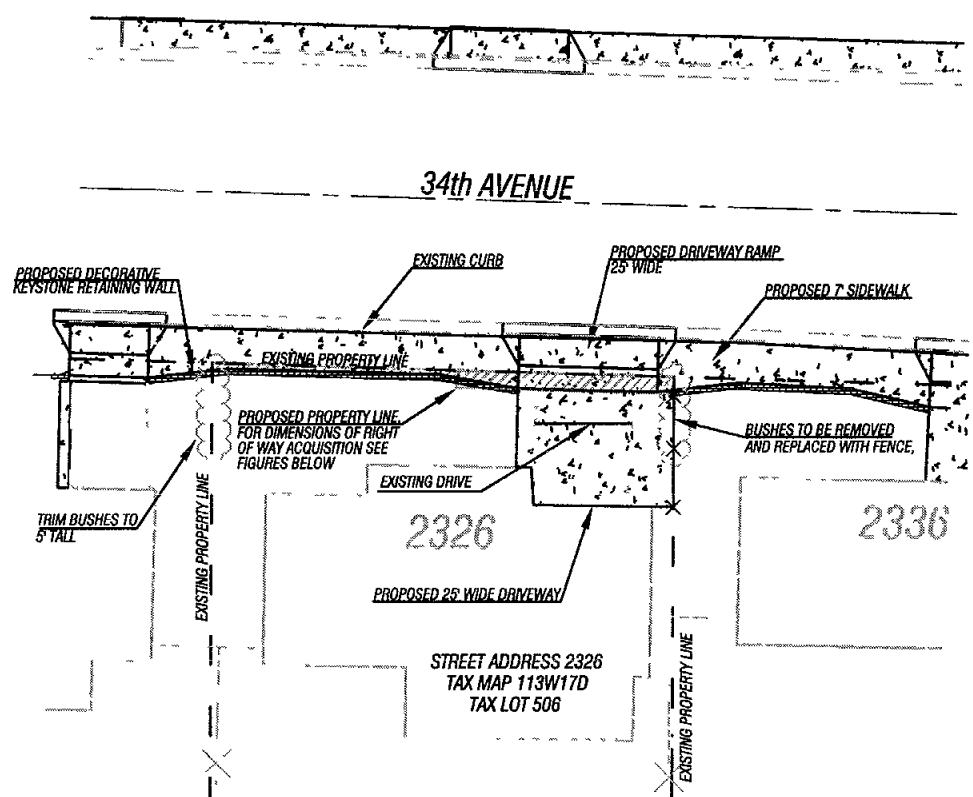 34th AVENUE
PROPOSED DECORATIVE
KEYSTONE RETAINING WALL
EXISTING CURB
PROPOSED DRIVEWAY RAMP
25' WIDE
PROPOSED 7' SIDEWALK
EXISTING PROPERTY LINE
PROPOSED PROPERTY LINE.
FOR DIMENSIONS OF RIGHT
OF WAY ACQUISITION SEE
FIGURES BELOW
BUSHES TO BE REMOVED
AND REPLACED WITH FENCE,
EXISTING DRIVE
TRIM BUSHES TO
5' TALL
2326
2336
EXISTING PROPERTY LINE
PROPOSED 25' WIDE DRIVEWAY
STREET ADDRESS 2326
TAX MAP 113W17D
TAX LOT 506
EXISTING PROPERTY LINE